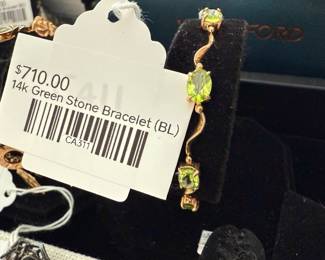 $710.00
14k Green Stone Bracelet (BL)
CA311